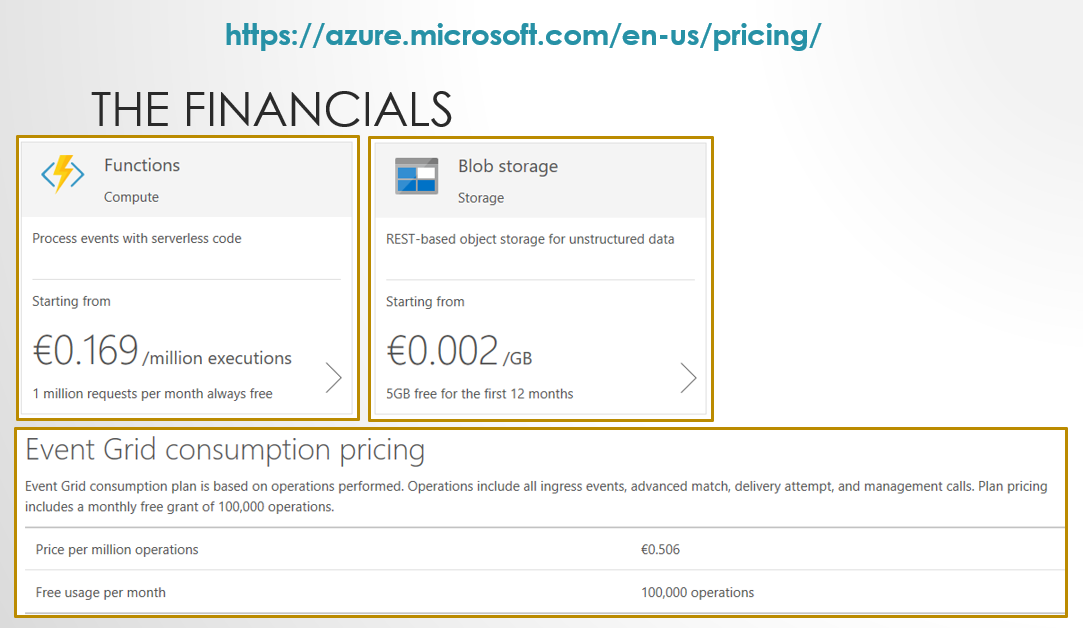 https://azure.microsoft.com/en-us/pricing/
THE FINANCIALS
Functions
Compute
Process events with serverless code
Starting from
€0.169 /million executions
1 million requests per month always free
Blob storage
Storage
REST-based object storage for unstructured data
Starting from
€0.002 /GB
5GB free for the first 12 months
Event Grid consumption pricing
Event Grid consumption plan is based on operations performed. Operations include all ingress events, advanced match, delivery attempt, and management calls. Plan pricing
includes a monthly free grant of 100,000 operations.
Price per million operations €0.506
Free usage per month 100,000 operations